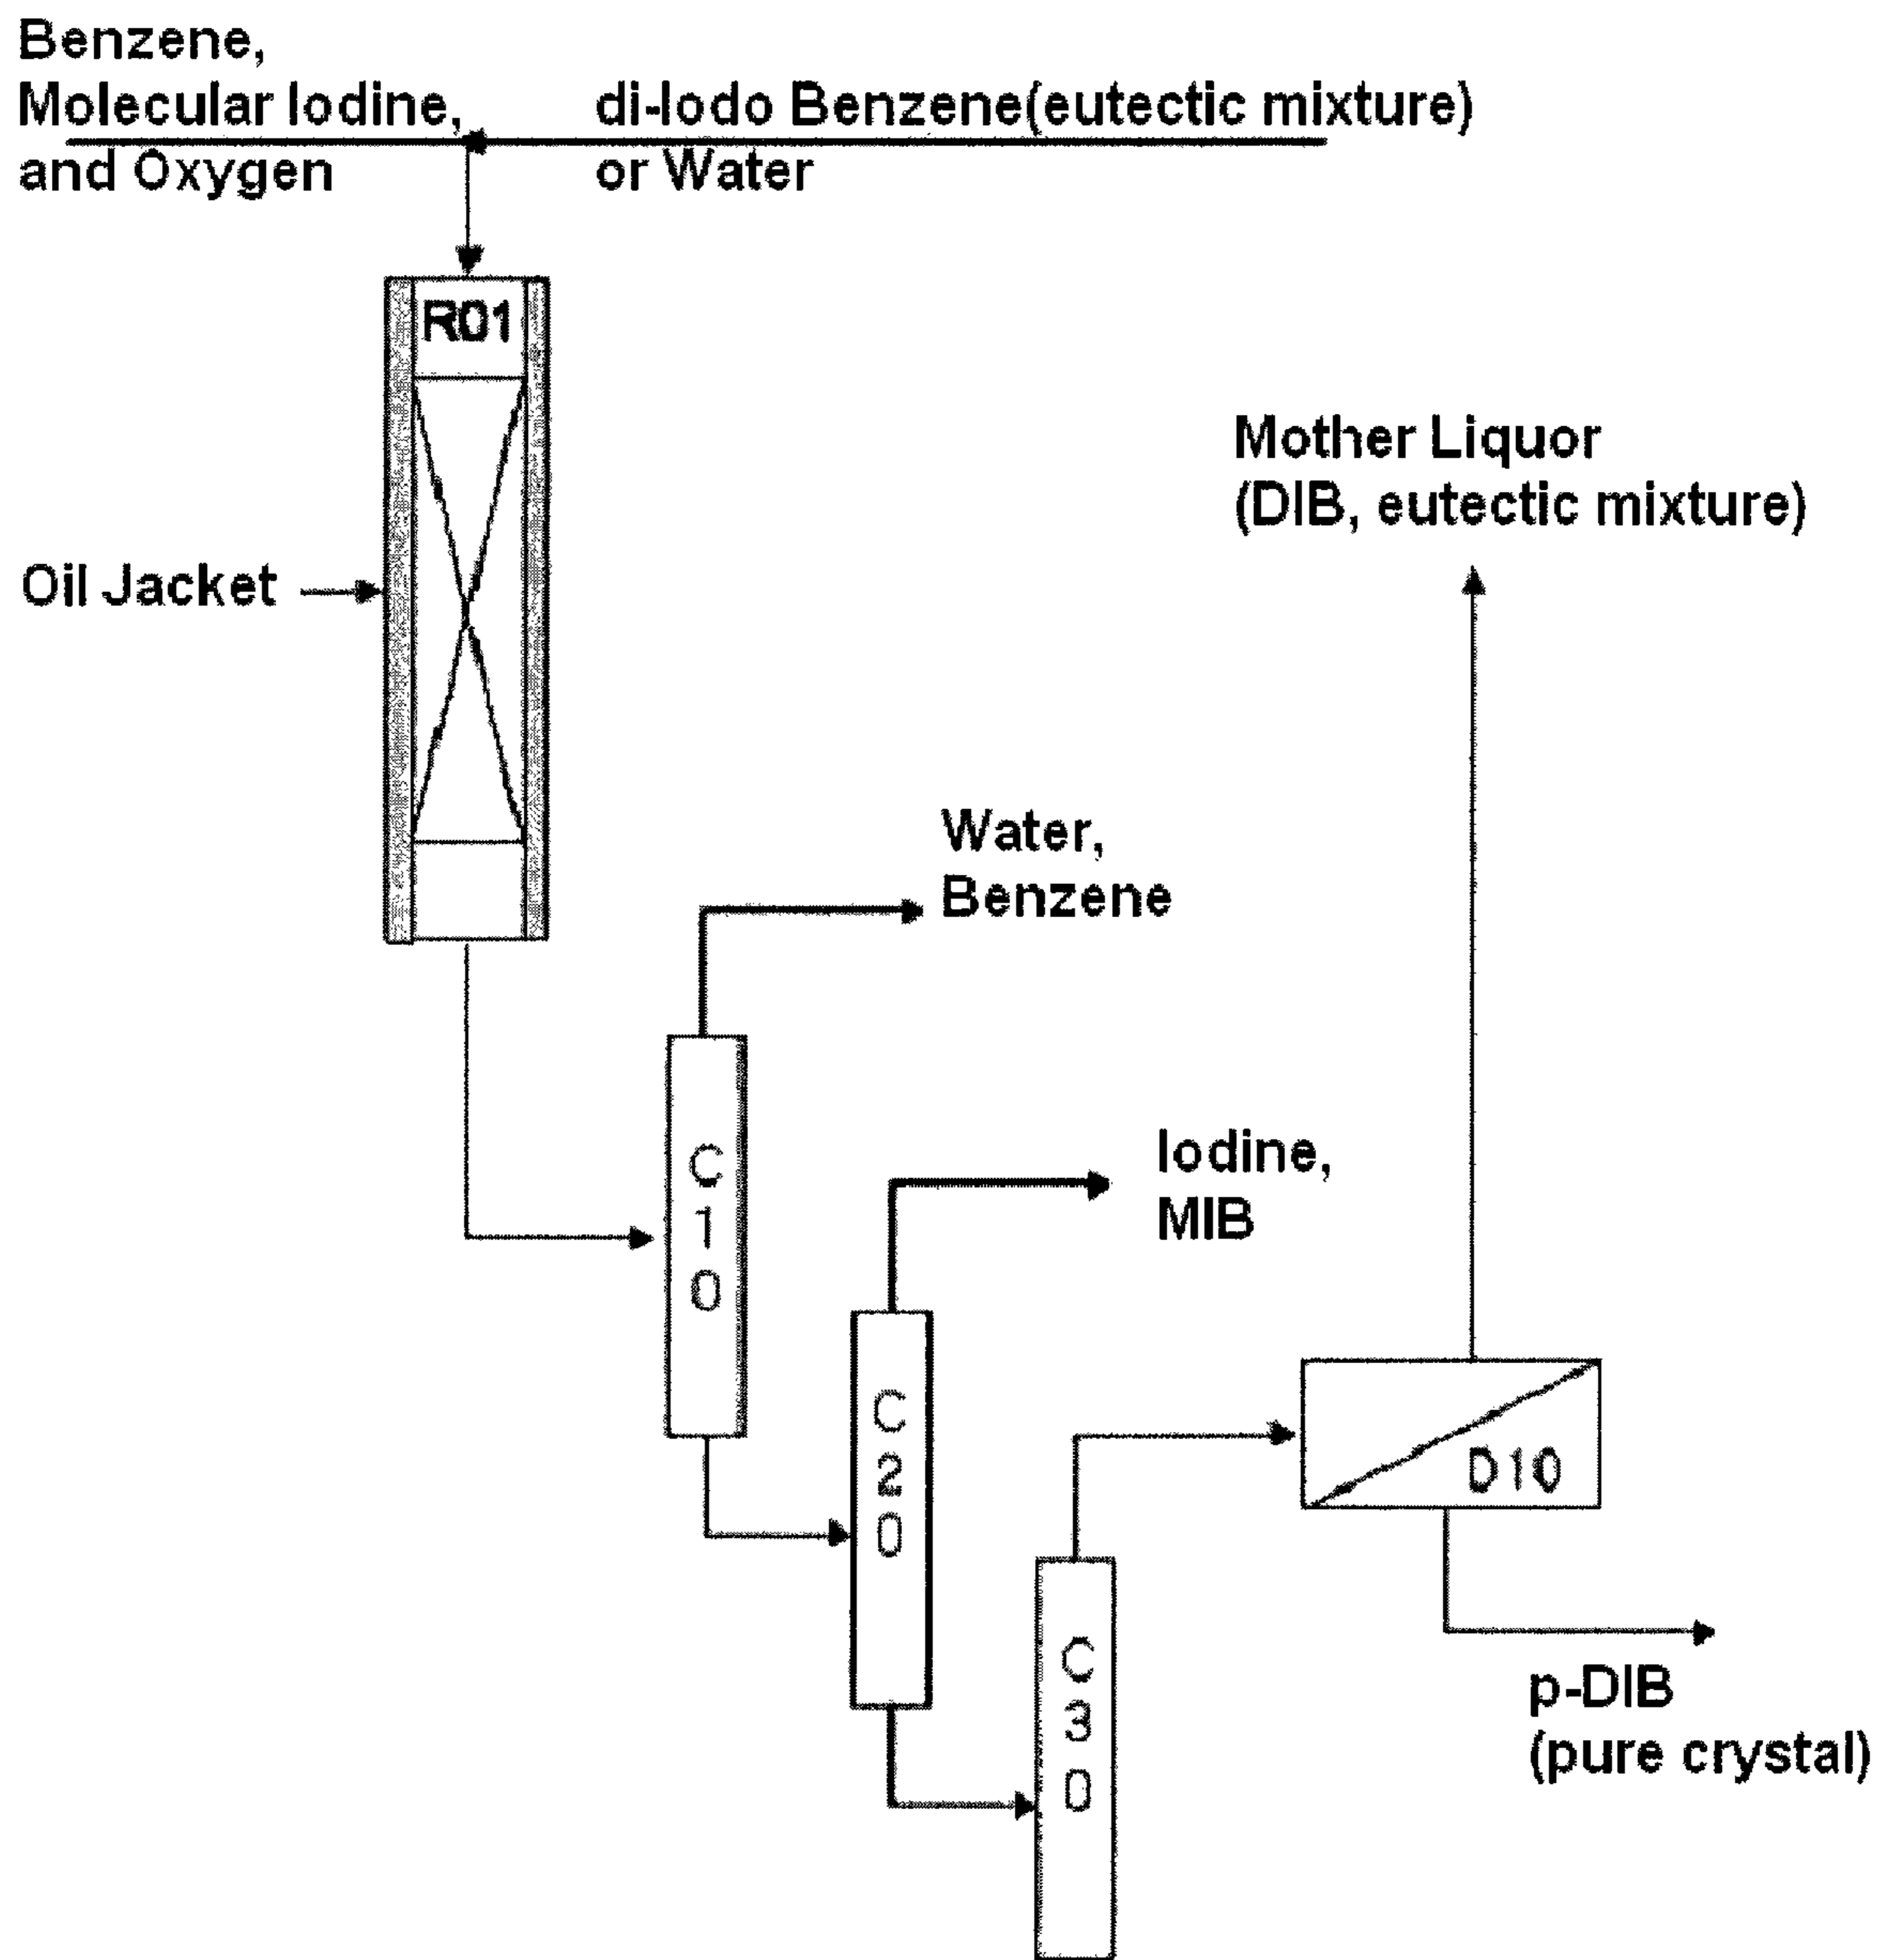 Benzene,
Molecular Iodine,
and Oxygen
di-Iodo Benzene(eutectic mixture)
or Water
R01
Mother Liquor
(DIB, eutectic mixture)
Oil Jacket
Water,
Benzene
C10
Iodine,
MIB
C20
D10
C30
p-DIB
(pure crystal)